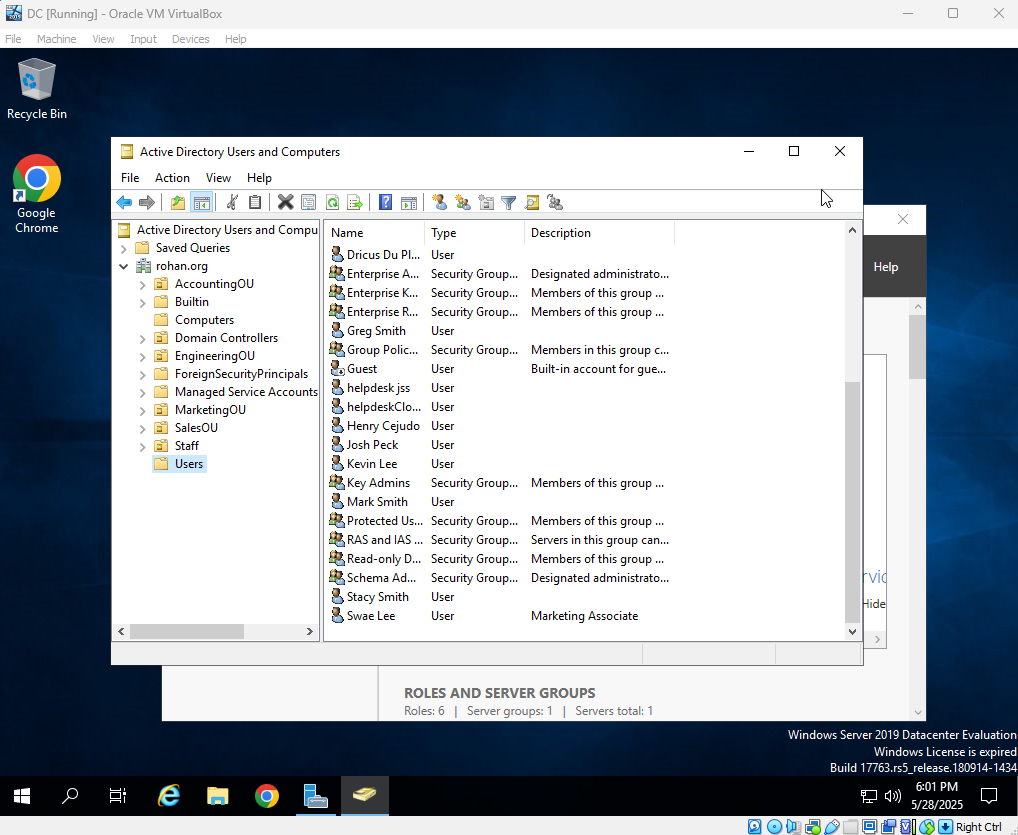 DC [Running] - Oracle VM VirtualBox
File Machine View Input Devices Help
Recycle Bin
Google
Chrome
Active Directory Users and Computers
File Action View Help
Active Directory Users and Compu
Saved Queries
rohan.org
AccountingOU
Builtin
Computers
Domain Controllers
EngineeringOU
ForeignSecurityPrincipals
Managed Service Accounts
MarketingOU
SalesOU
Staff
Users
Name Type Description
Dricus Du Pl... User
Enterprise A... Security Group... Designated administrato...
Enterprise K... Security Group... Members of this group ...
Enterprise R... Security Group... Members of this group ...
Greg Smith User
Group Polic... Security Group... Members in this group c...
Guest User Built-in account for gue...
helpdesk jss User
helpdeskClo... User
Henry Cejudo User
Josh Peck User
Kevin Lee User
Key Admins Security Group... Members of this group ...
Mark Smith User
Protected Us... Security Group... Members of this group ...
RAS and IAS ... Security Group... Servers in this group can...
Read-only D... Security Group... Members of this group ...
Schema Ad... Security Group... Designated administrato...
Stacy Smith User
Swae Lee User Marketing Associate
Help
Hide
ROLES AND SERVER GROUPS
Roles: 6 | Server groups: 1 | Servers total: 1
Windows Server 2019 Datacenter Evaluation
Windows License is expired
Build 17763.rs5_release.180914-1434
6:01 PM
5/28/2025
Right Ctrl